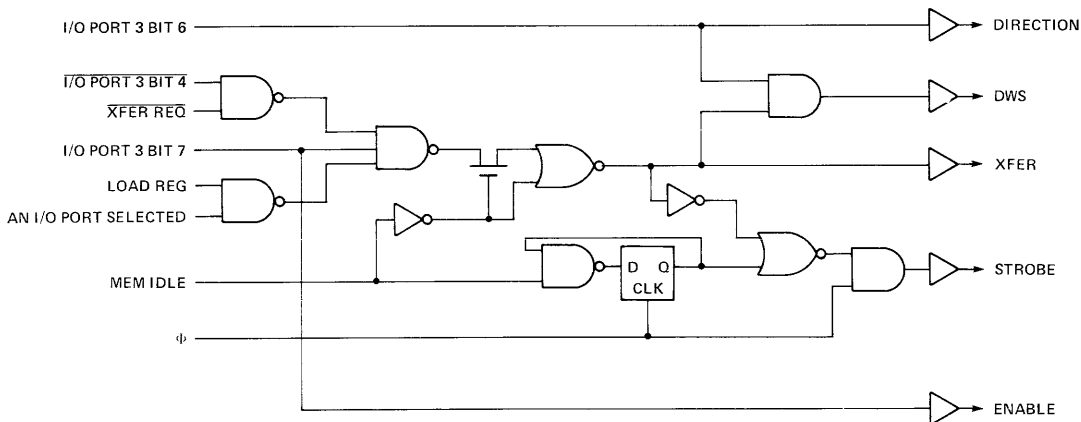 I/O PORT 3 BIT 6
DIRECTION
I/O PORT 3 BIT 4
XFER REQ
DWS
I/O PORT 3 BIT 7
XFER
LOAD REG
AN I/O PORT SELECTED
D Q
CLK
STROBE
MEM IDLE
Φ
ENABLE